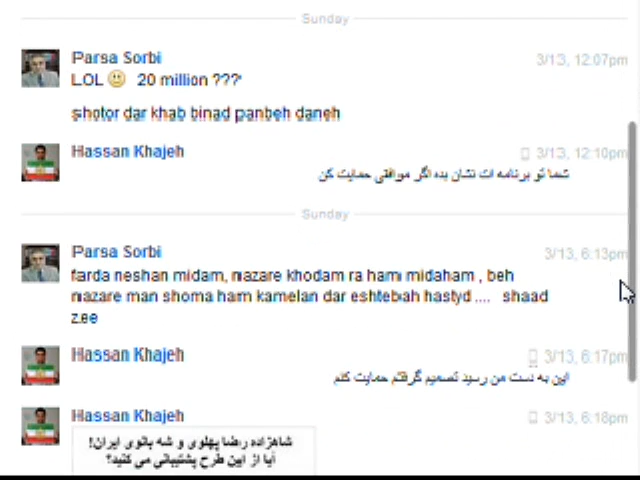 Sunday
Parsa Sorbi
3/13, 12:07pm
LOL 20 million ???
shotor dar khab binad panbeh daneh
Hassan Khajeh
3/13, 12:10pm
شما تو برنامه ات نشان بده اگر موافقی حمایت کن
Sunday
Parsa Sorbi
3/13, 6:13pm
farda neshan midam, nazare khodam ra ham midaham , beh
nazare man shoma ham kamelan dar eshtebah hastyd .... shaad
zee
Hassan Khajeh
3/13, 6:17pm
این به دست من رسید تصمیم گرفتم حمایت کنم
Hassan Khajeh
3/13, 6:18pm
شاهزاده رضا پهلوی و شه بانوی ایران!
آیا از این طرح پشتیبانی می کنید؟